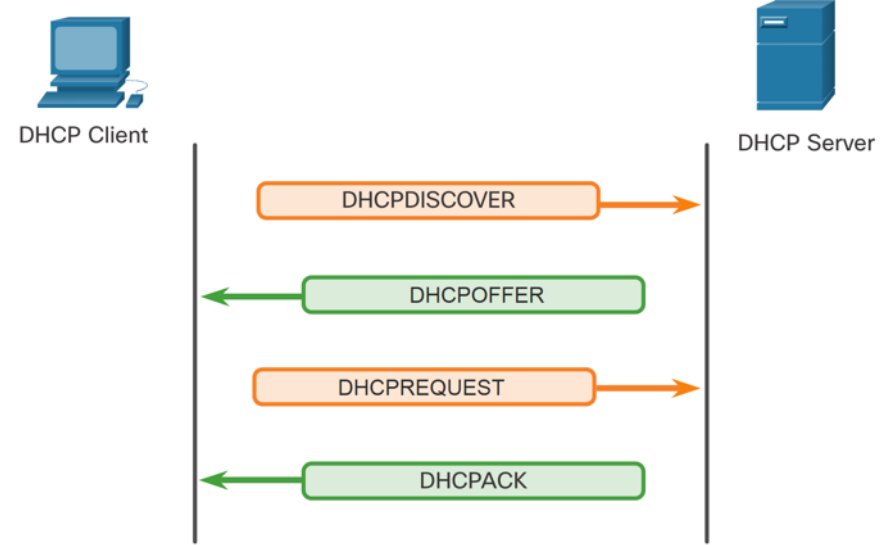 DHCP Client
DHCP Server
DHCPDISCOVER
DHCPOFFER
DHCPREQUEST
DHCPACK